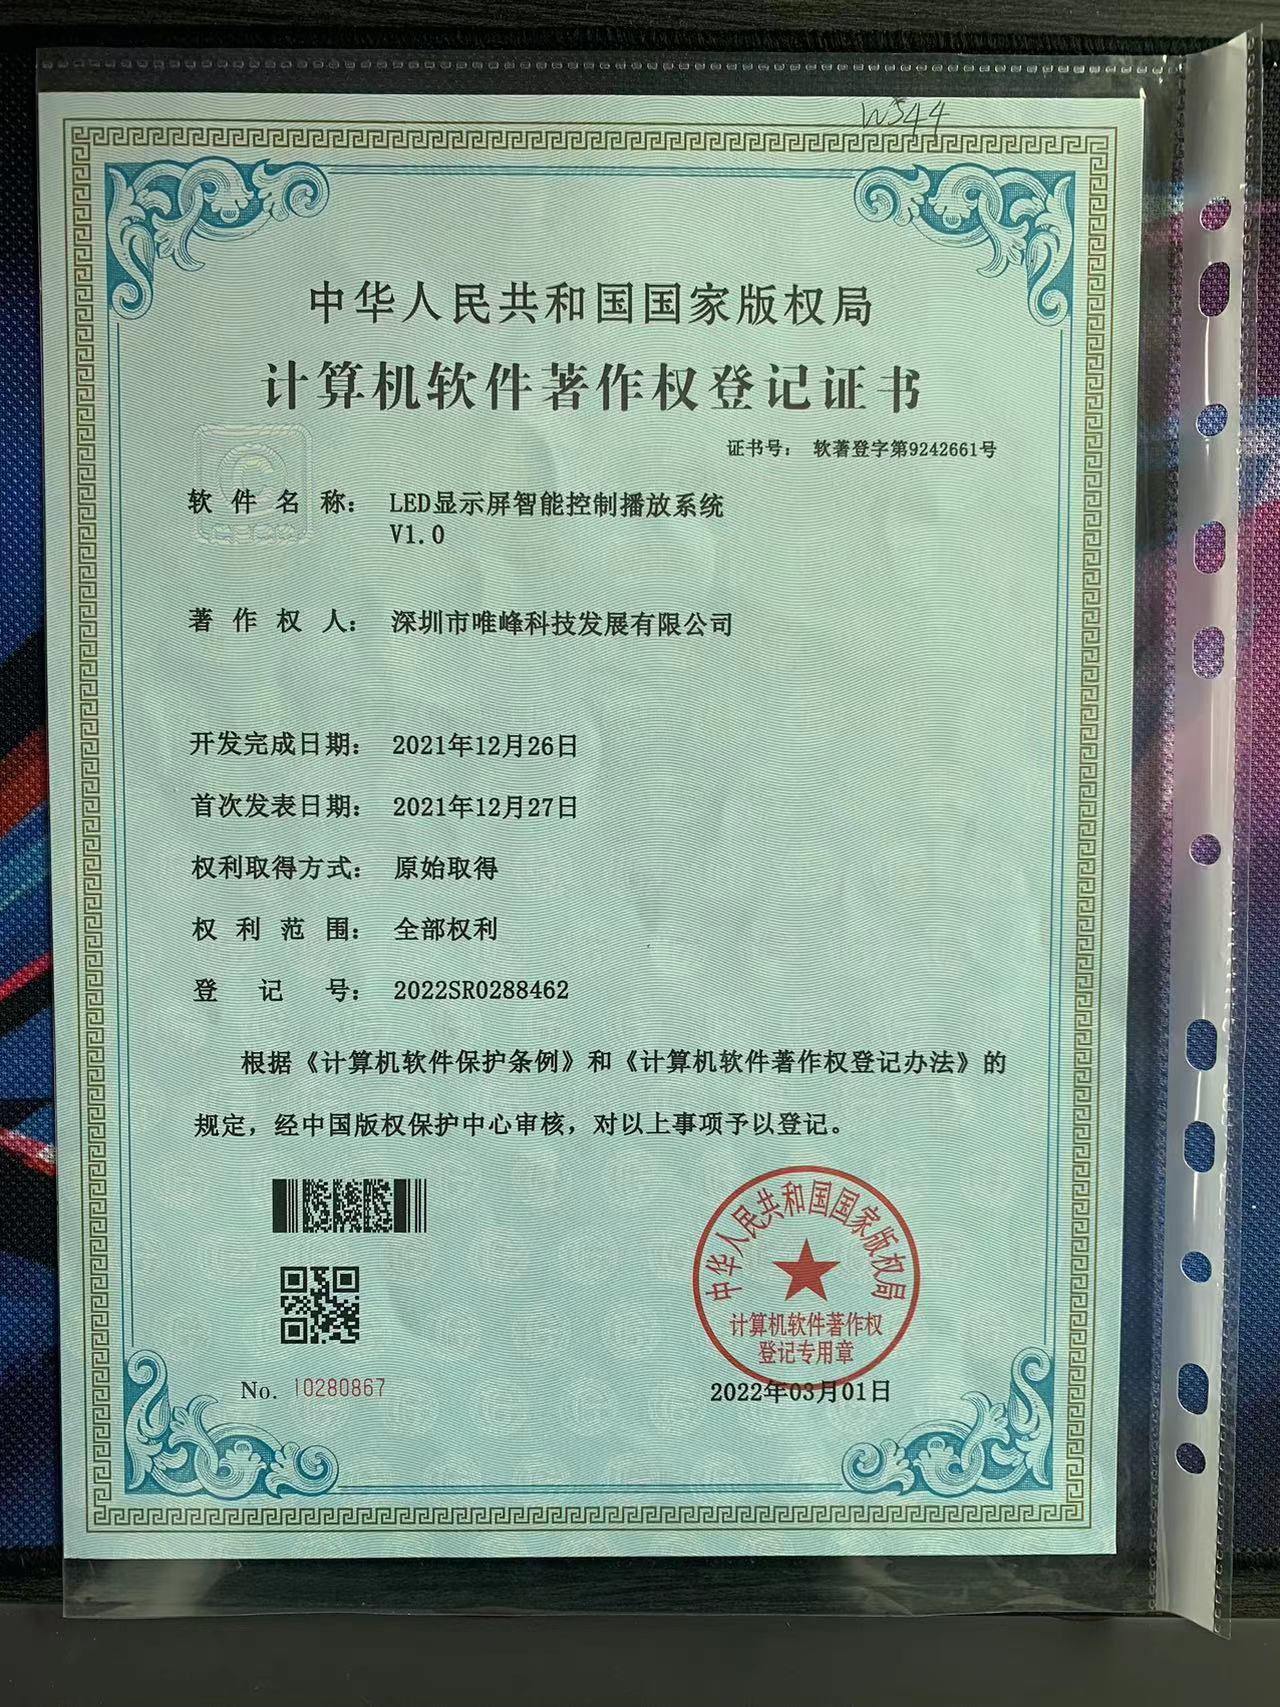 WS44
中华人民共和国国家版权局
计算机软件著作权登记证书
证书号： 软著登字第9242661号
软件名称： LED显示屏智能控制播放系统
V1.0
著作权人： 深圳市唯峰科技发展有限公司
开发完成日期： 2021年12月26日
首次发表日期： 2021年12月27日
权利取得方式： 原始取得
权利范围： 全部权利
登记号： 2022SR0288462
根据《计算机软件保护条例》和《计算机软件著作权登记办法》的
规定，经中国版权保护中心审核，对以上事项予以登记。
中华人民共和国国家版权局
计算机软件著作权
登记专用章
No. 10280867
2022年03月01日